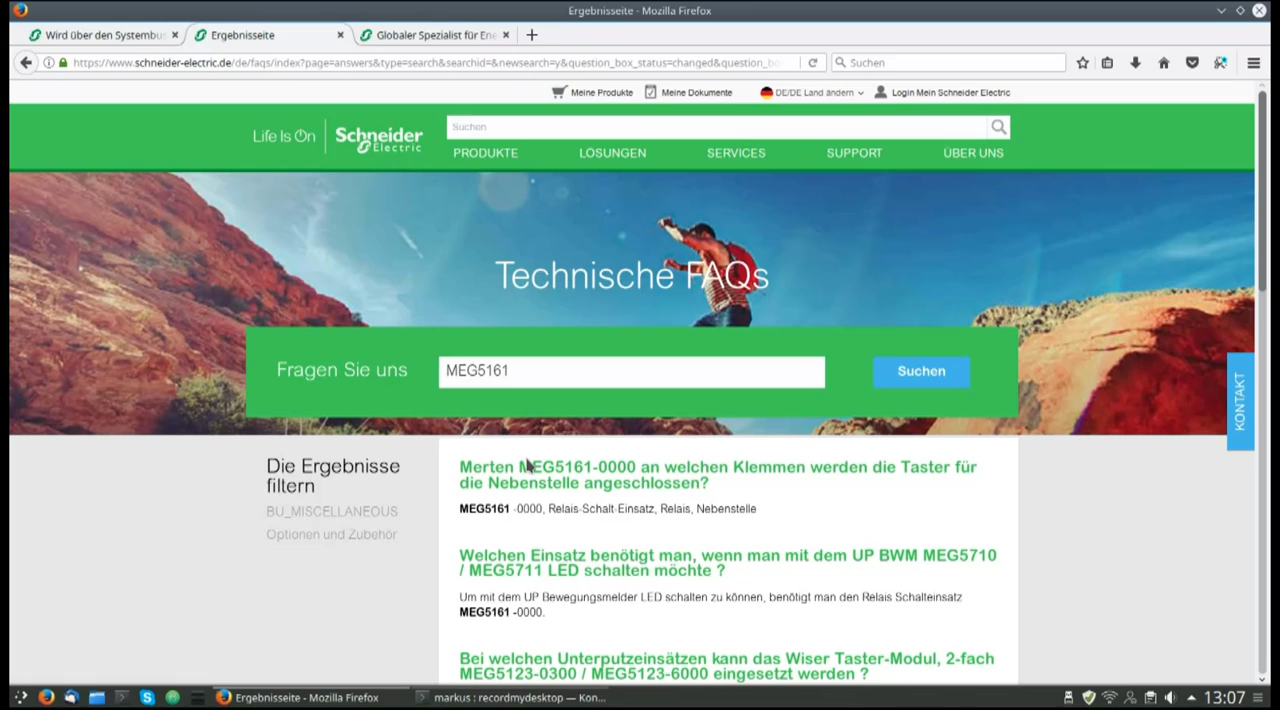 Ergebnisseite - Mozilla Firefox
Wird über den Systembus
Ergebnisseite
Globaler Spezialist für Ene
https://www.schneider-electric.de/de/faqs/index?page=answers&type=search&searchid=&newsearch=y&question_box_status=changed&question_bo
Suchen
Meine Produkte
Meine Dokumente
DE/DE Land ändern
Login Mein Schneider Electric
Life Is On
Schneider
Electric
Suchen
PRODUKTE
LÖSUNGEN
SERVICES
SUPPORT
ÜBER UNS
Technische FAQs
Fragen Sie uns
MEG5161
Suchen
KONTAKT
Die Ergebnisse
filtern
BU_MISCELLANEOUS
Optionen und Zubehör
Merten MEG5161-0000 an welchen Klemmen werden die Taster für
die Nebenstelle angeschlossen?
MEG5161 -0000, Relais-Schalt-Einsatz, Relais, Nebenstelle
Welchen Einsatz benötigt man, wenn man mit dem UP BWM MEG5710
/ MEG5711 LED schalten möchte ?
Um mit dem UP Bewegungsmelder LED schalten zu können, benötigt man den Relais Schalteinsatz
MEG5161 -0000.
Bei welchen Unterputzeinsätzen kann das Wiser Taster-Modul, 2-fach
MEG5123-0300 / MEG5123-6000 eingesetzt werden ?
Ergebnisseite - Mozilla Firefox
markus : recordmydesktop — Kon...
13:07